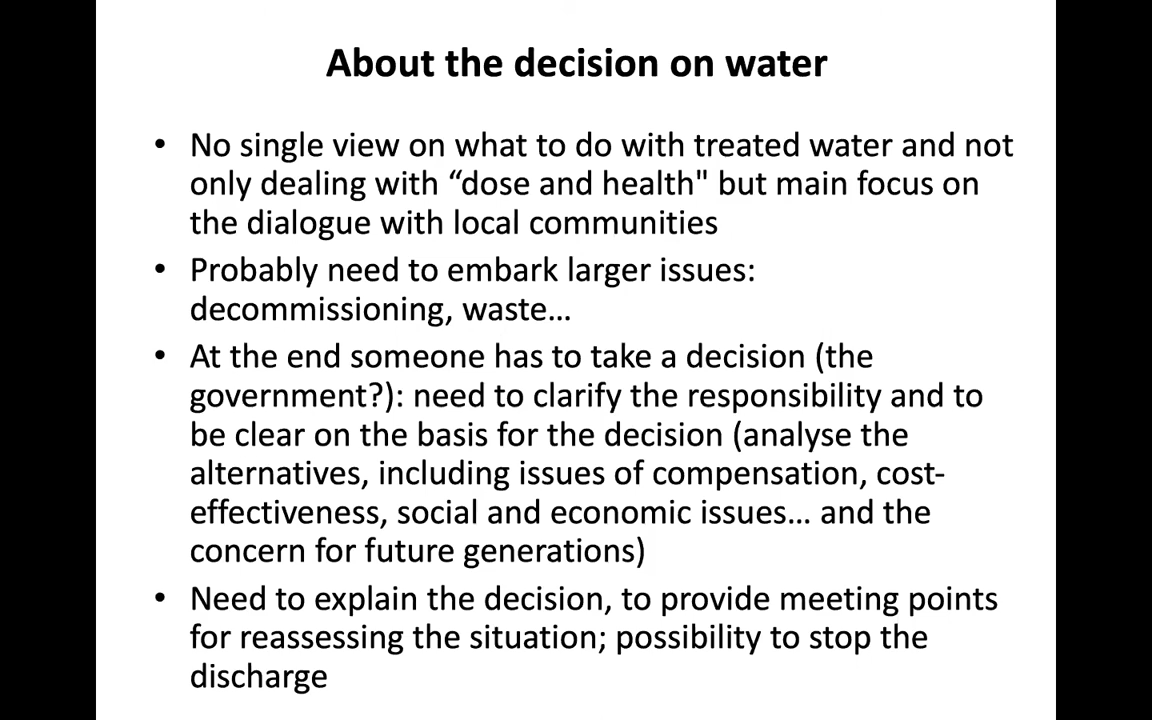 About the decision on water
• No single view on what to do with treated water and not
only dealing with “dose and health" but main focus on
the dialogue with local communities
• Probably need to embark larger issues:
decommissioning, waste…
• At the end someone has to take a decision (the
government?): need to clarify the responsibility and to
be clear on the basis for the decision (analyse the
alternatives, including issues of compensation, cost-
effectiveness, social and economic issues… and the
concern for future generations)
• Need to explain the decision, to provide meeting points
for reassessing the situation; possibility to stop the
discharge